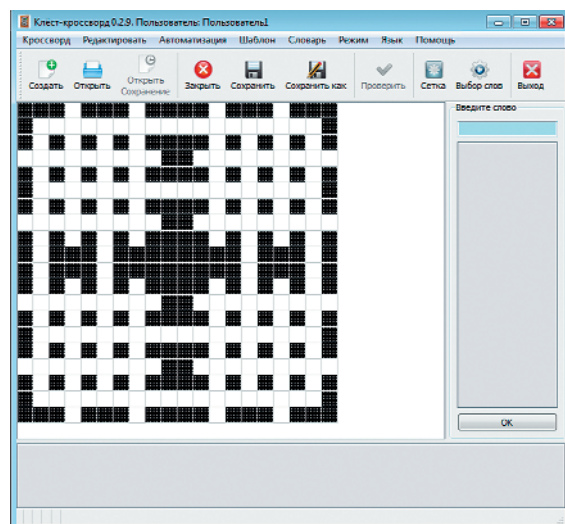 Клест-кроссворд 0.2.9. Пользователь: Пользователь1
Кроссворд Редактировать Автоматизация Шаблон Словарь Режим Язык Помощь
Создать Открыть Открыть Сохранение Закрыть Сохранить Сохранить как Проверить Сетка Выбор слов Выход
Введите слово
OK